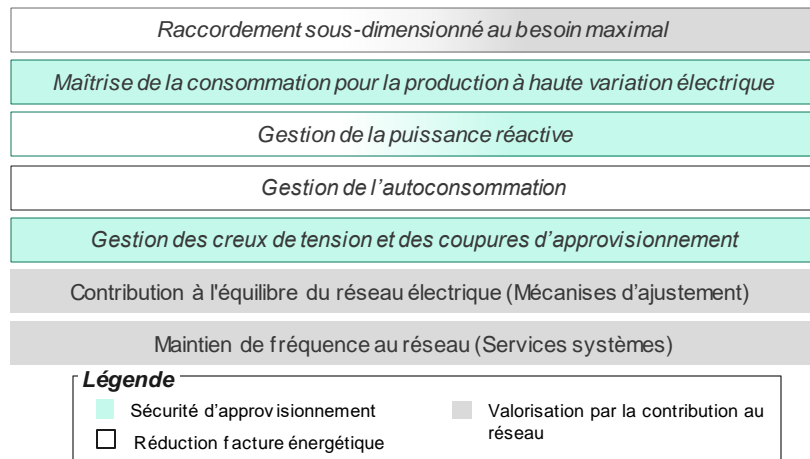 Raccordement sous-dimensionné au besoin maximal
Maîtrise de la consommation pour la production à haute variation électrique
Gestion de la puissance réactive
Gestion de l'autoconsommation
Gestion des creux de tension et des coupures d'approvisionnement
Contribution à l'équilibre du réseau électrique (Mécanises d'ajustement)
Maintien de fréquence au réseau (Services systèmes)
Légende
Sécurité d'approvisionnement
Réduction facture énergétique
Valorisation par la contribution au
réseau